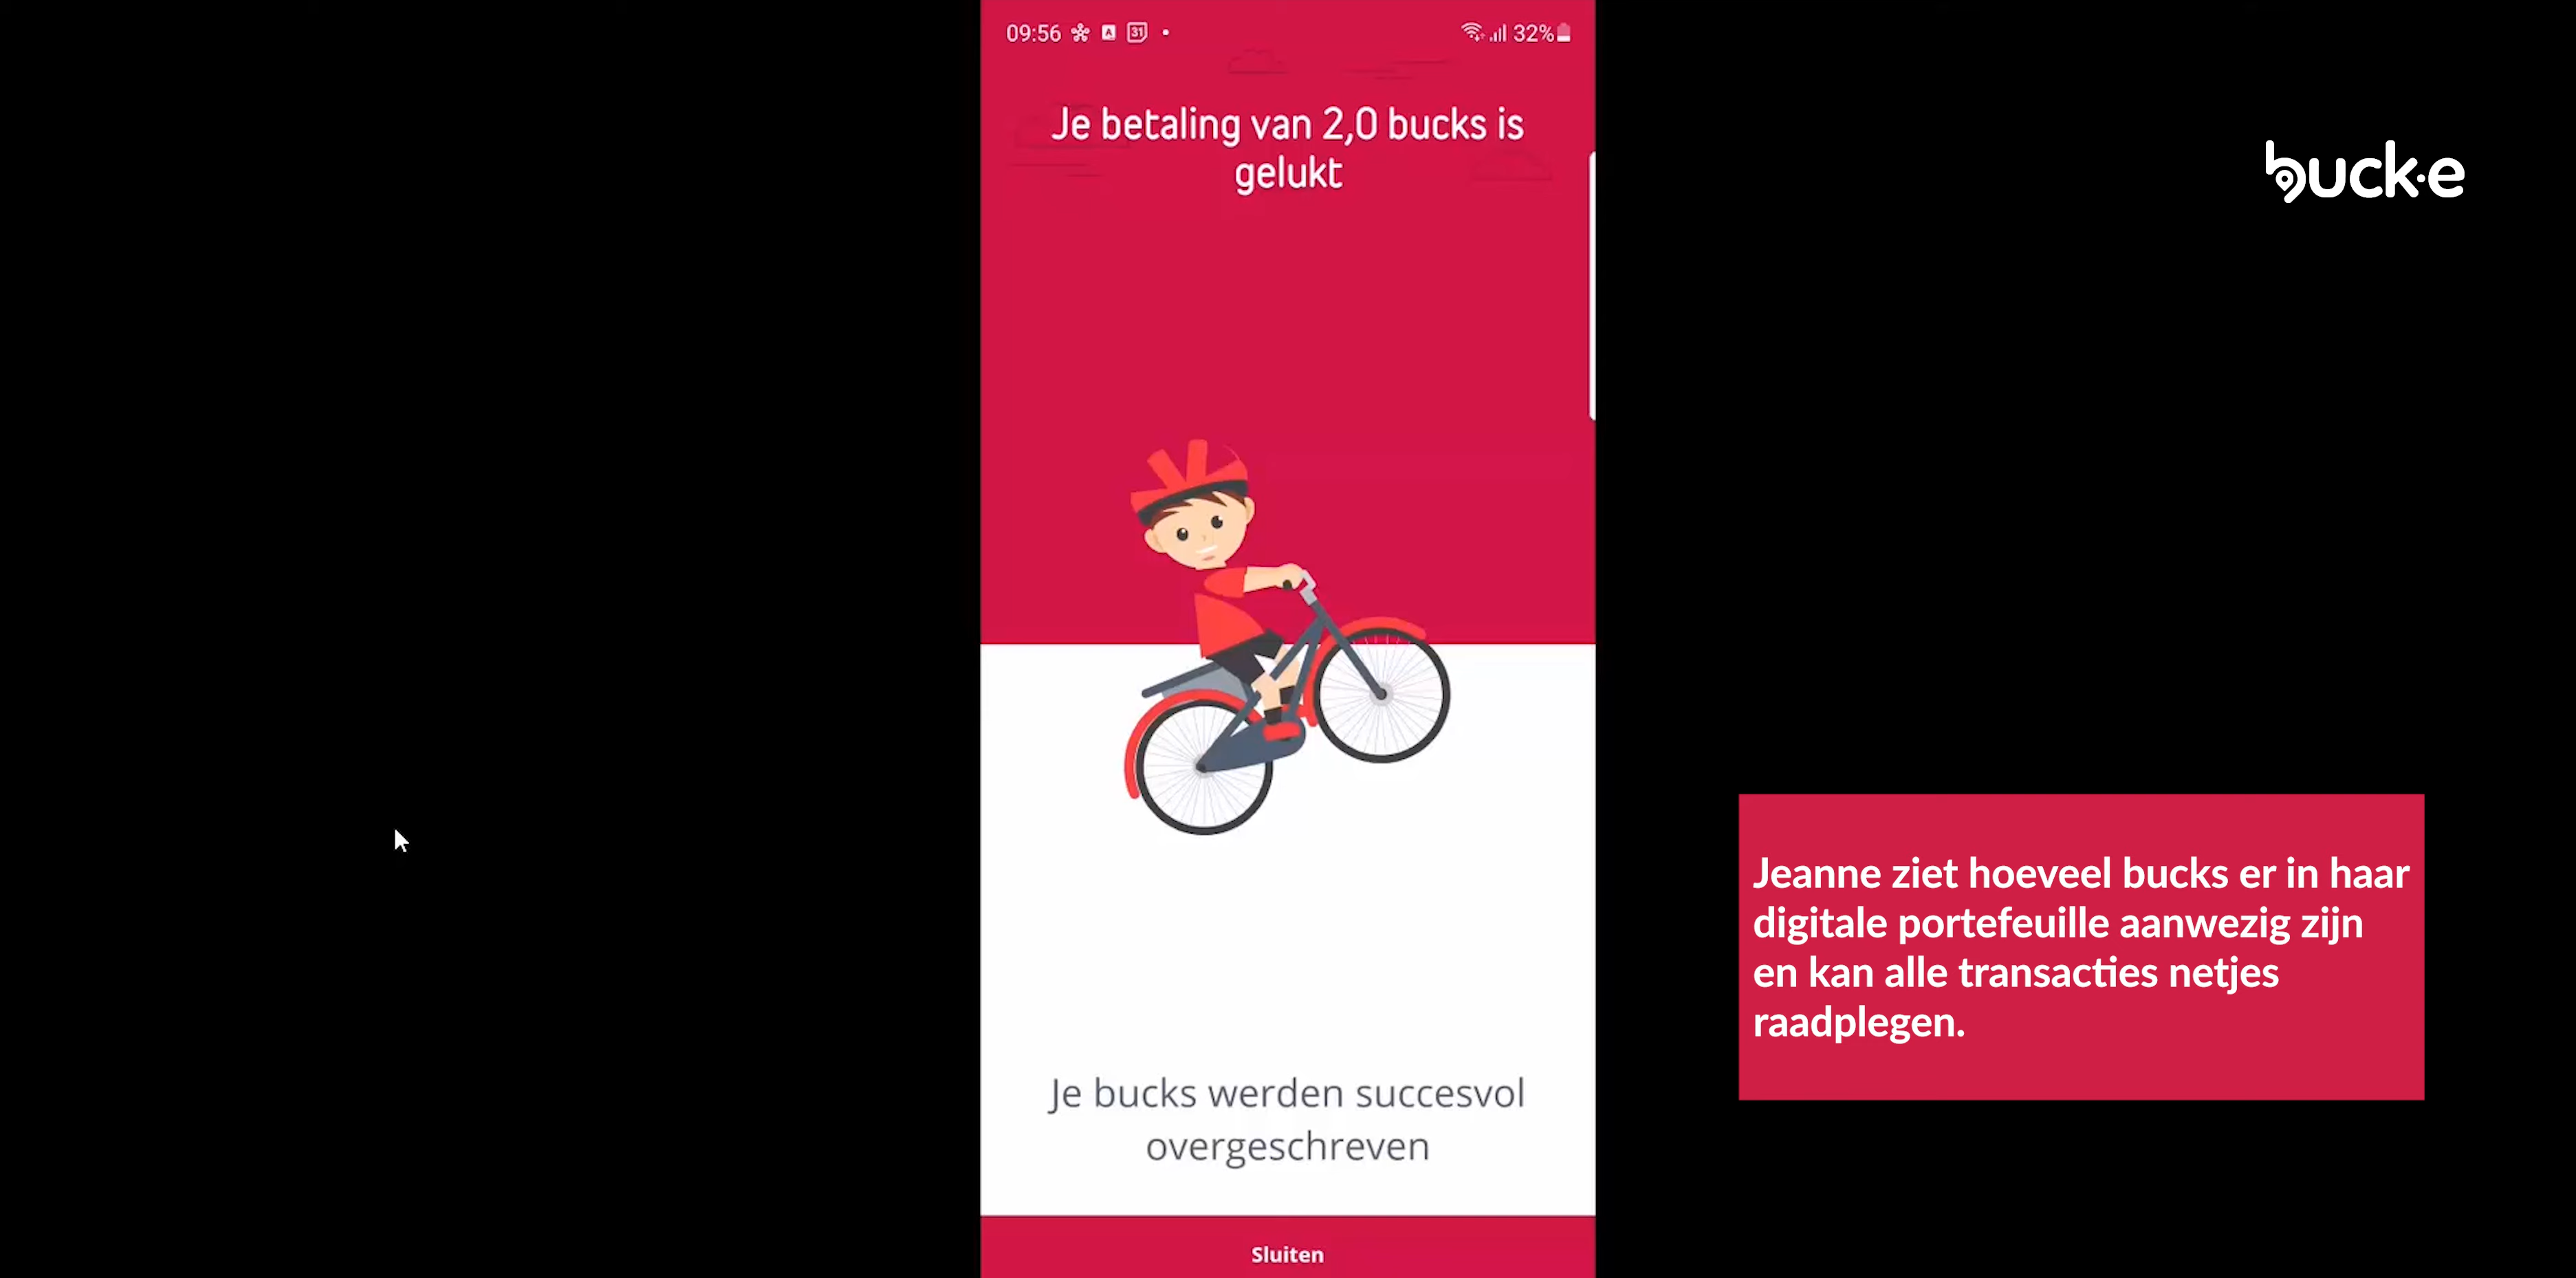 09:56
31
32%
Je betaling van 2,0 bucks is
gelukt
buck·e
Jeanne ziet hoeveel bucks er in haar
digitale portefeuille aanwezig zijn
en kan alle transacties netjes
raadplegen.
Je bucks werden succesvol
overgeschreven
Sluiten